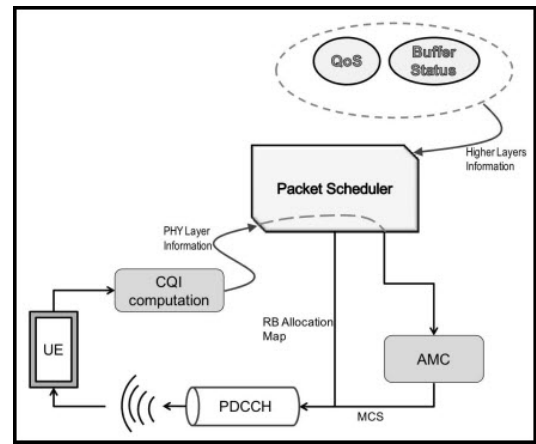 QoS
Buffer
Status
Higher Layers
Information
Packet Scheduler
PHY Layer
Information
CQI
computation
RB Allocation
Map
UE
AMC
PDCCH
MCS